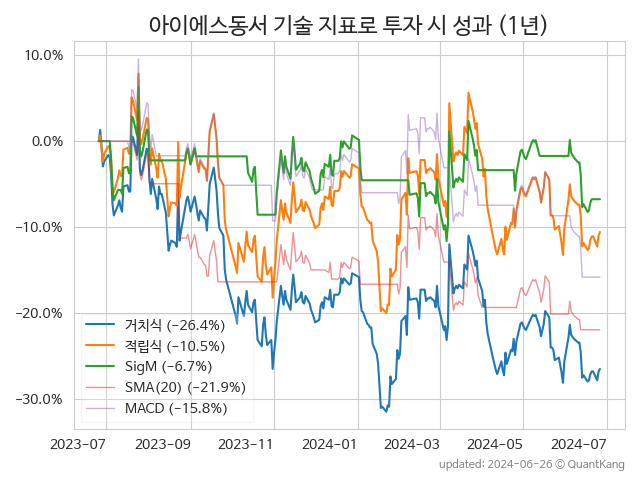 아이에스동서 기술 지표로 투자 시 성과 (1년)
10.0%
0.0%
−10.0%
−20.0%
−30.0%
거치식 (−26.4%)
적립식 (−10.5%)
SigM (−6.7%)
SMA(20) (−21.9%)
MACD (−15.8%)
2023-07 2023-09 2023-11 2024-01 2024-03 2024-05 2024-07
updated: 2024-06-26 © QuantKang